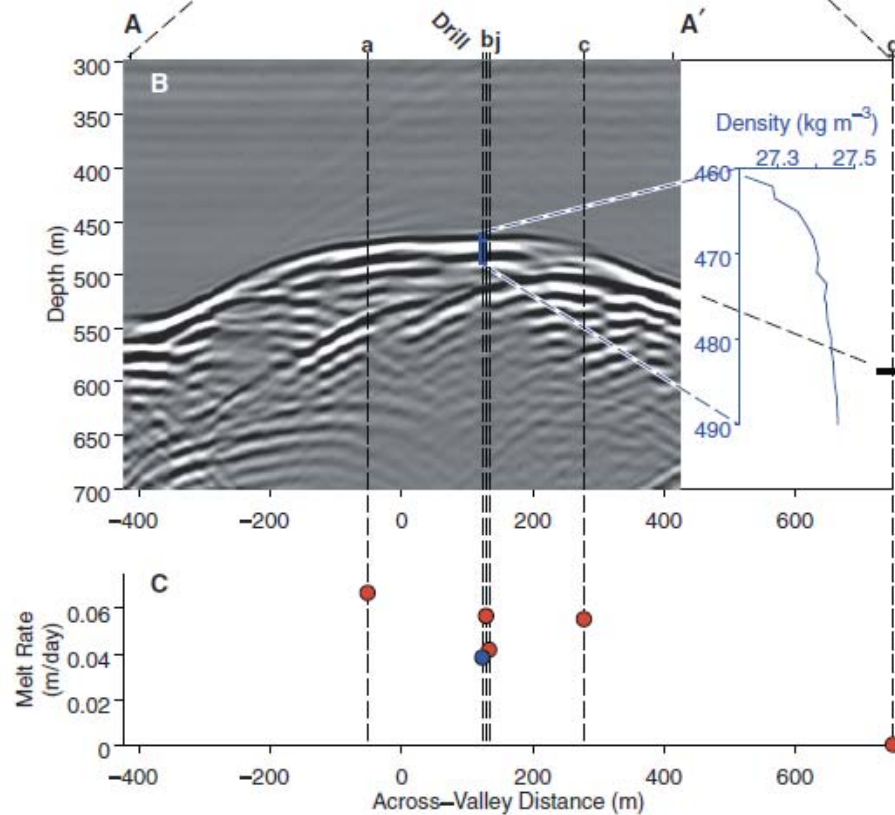 A
Drill
a
bj
c
A′
d
B
300
350
400
450
500
550
600
650
700
Depth (m)
Density (kg m⁻³)
27.3 27.5
460
470
480
490
−400 −200 0 200 400 600
C
0.06
0.04
0.02
0
Melt Rate
(m/day)
−400 −200 0 200 400 600
Across−Valley Distance (m)